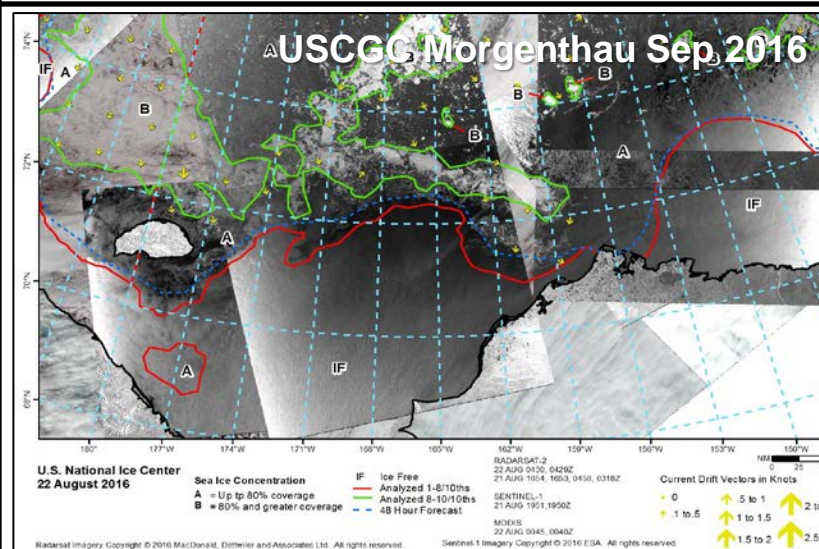 USCGC Morgenthau Sep 2016
74°N
72°N
70°N
68°N
IF
A
B
A
B
B
B
B
A
A
IF
A
IF
180°
177°W
174°W
171°W
168°W
165°W
162°W
159°W
156°W
153°W
150°W
NM
0
25
U.S. National Ice Center
22 August 2016
Sea Ice Concentration
A = Up to 80% coverage
B = 80% and greater coverage
IF Ice Free
Analyzed 1-8/10ths
Analyzed 8-10/10ths
48 Hour Forecast
RADARSAT-2
22 AUG 0430, 0429Z
21 AUG 1654, 1653, 0458, 0318Z
SENTINEL-1
21 AUG 1951,1950Z
MODIS
22 AUG 0045, 0040Z
Current Drift Vectors in Knots
0
.5 to 1
.1 to .5
1 to 1.5
1.5 to 2
Radarsat Imagery Copyright © 2016 MacDonald, Dettwiler and Associates Ltd. All rights reserved.
Sentinel-1 Imagery Copyright © 2016 ESA. All rights reserved.